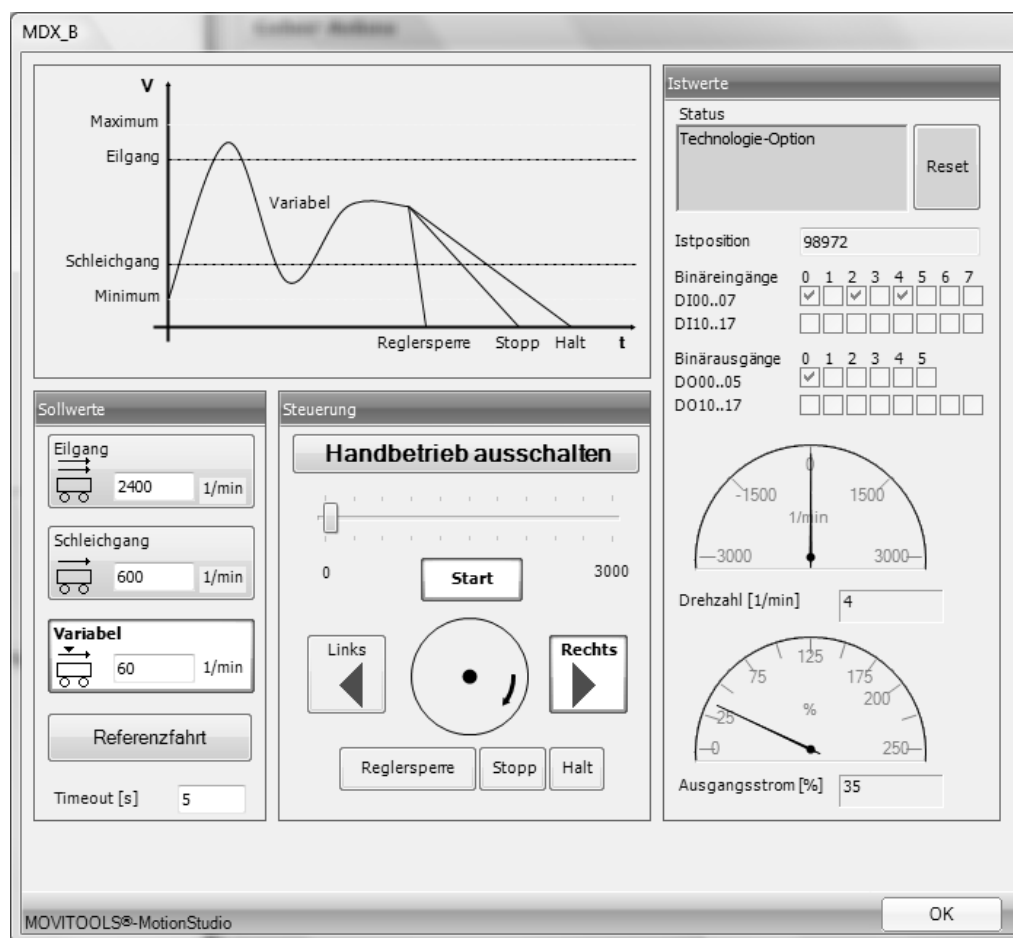 MDX_B
V
Maximum
Eilgang
Variabel
Schleichgang
Minimum
Reglersperre Stopp Halt t
Sollwerte
Eilgang
2400 1/min
Schleichgang
600 1/min
Variabel
60 1/min
Referenzfahrt
Timeout [s] 5
Steuerung
Handbetrieb ausschalten
0 3000
Start
Links Rechts
Reglersperre Stopp Halt
Istwerte
Status
Technologie-Option
Reset
Istposition 98972
Binäreingänge 0 1 2 3 4 5 6 7
DI00..07
DI10..17
Binärausgänge 0 1 2 3 4 5
DO00..05
DO10..17
0
-1500 1500
1/min
-3000 3000
Drehzahl [1/min] 4
125
75 175
200
25 %
0 250
Ausgangsstrom [%] 35
OK
MOVITOOLS®-MotionStudio